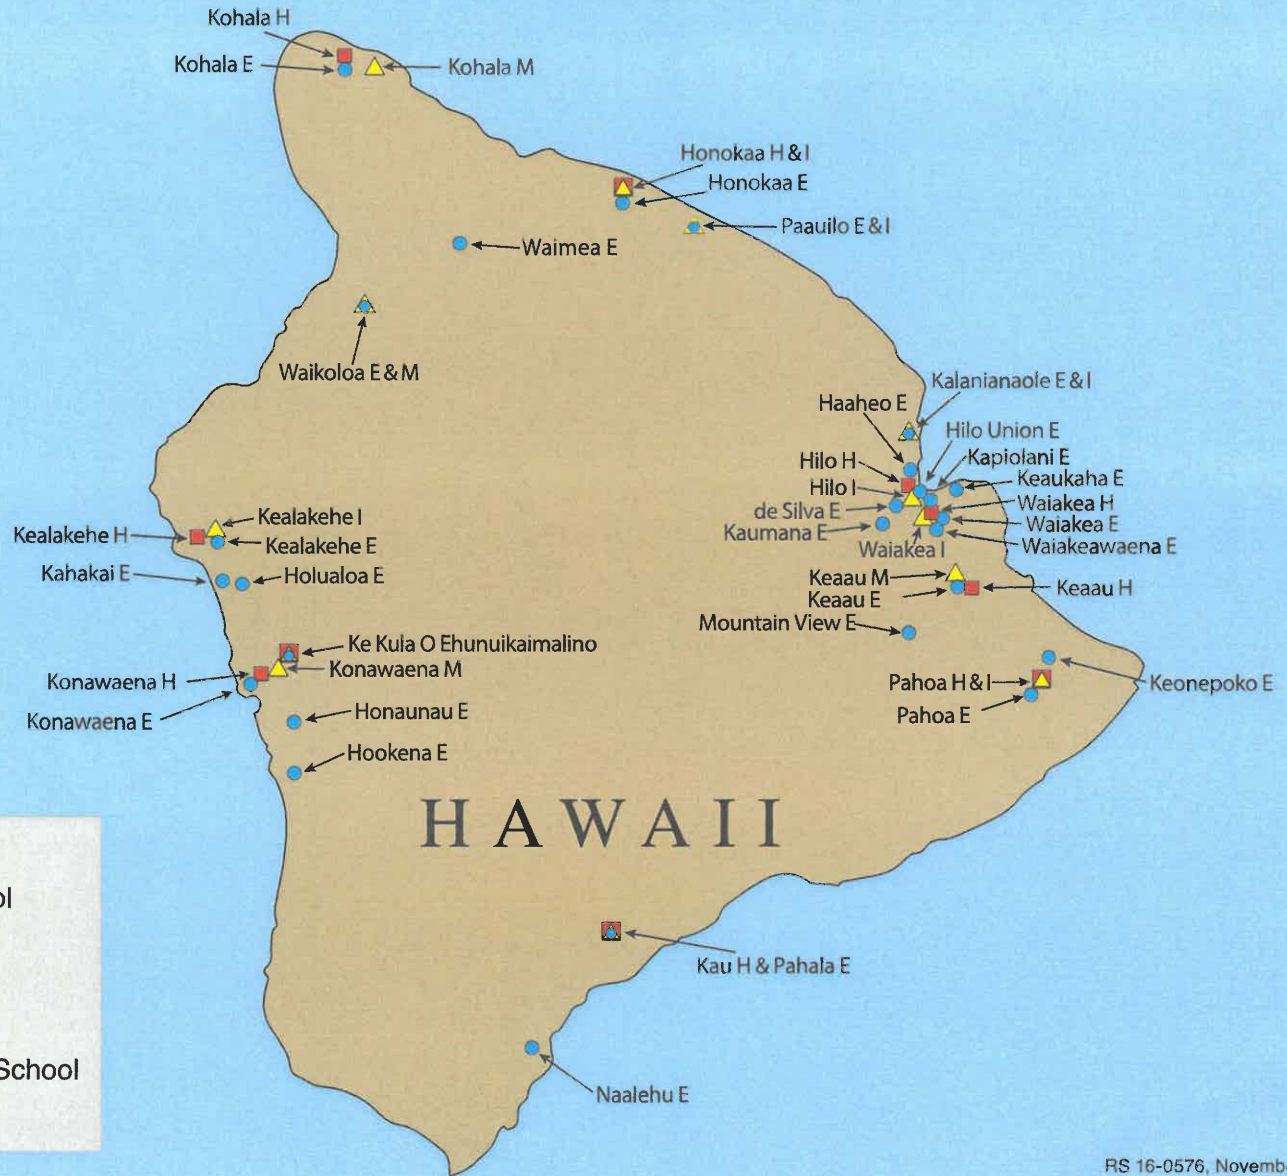 Kohala H
Kohala E
Kohala M
Honokaa H & I
Honokaa E
Paauilo E & I
Waimea E
Waikoloa E & M
Kalanianaole E & I
Haaheo E
Hilo Union E
Kapiolani E
Hilo H
Keaukaha E
Hilo I
Waiakea H
de Silva E
Waiakea E
Kaumana E
Waiakeawaena E
Waiakea I
Kealakehe I
Kealakehe H
Kealakehe E
Kahakai E
Holualoa E
Keaau M
Keaau H
Keaau E
Mountain View E
Ke Kula O Ehunuikaimalino
Konawaena M
Konawaena H
Keonepoko E
Pahoa H & I
Konawaena E
Honaunau E
Pahoa E
Hookena E
HAWAII
Kau H & Pahala E
School
Naalehu E
RS 16-0576, Novemb